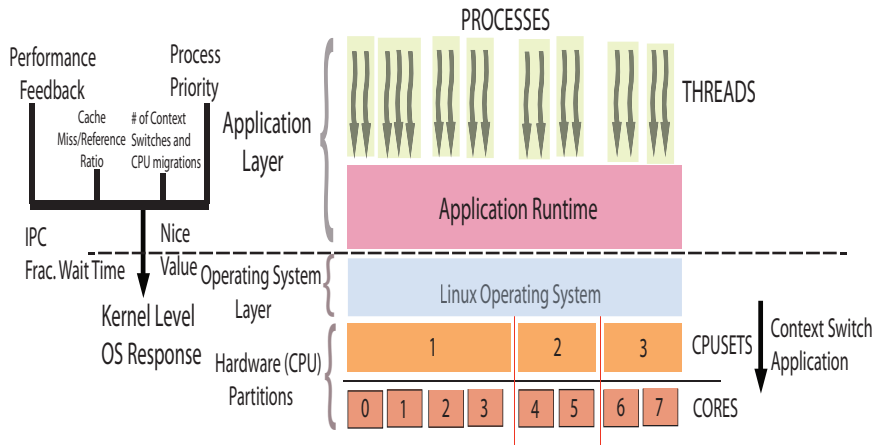 PROCESSES
THREADS
Performance
Feedback
Process
Priority
Cache
Miss/Reference
Ratio
# of Context
Switches and
CPU migrations
Application
Layer
Application Runtime
IPC
Frac. Wait Time
Nice
Value
Operating System
Layer
Linux Operating System
Kernel Level
OS Response
Hardware (CPU)
Partitions
1 2 3
CPUSETS
Context Switch
Application
0 1 2 3 4 5 6 7
CORES